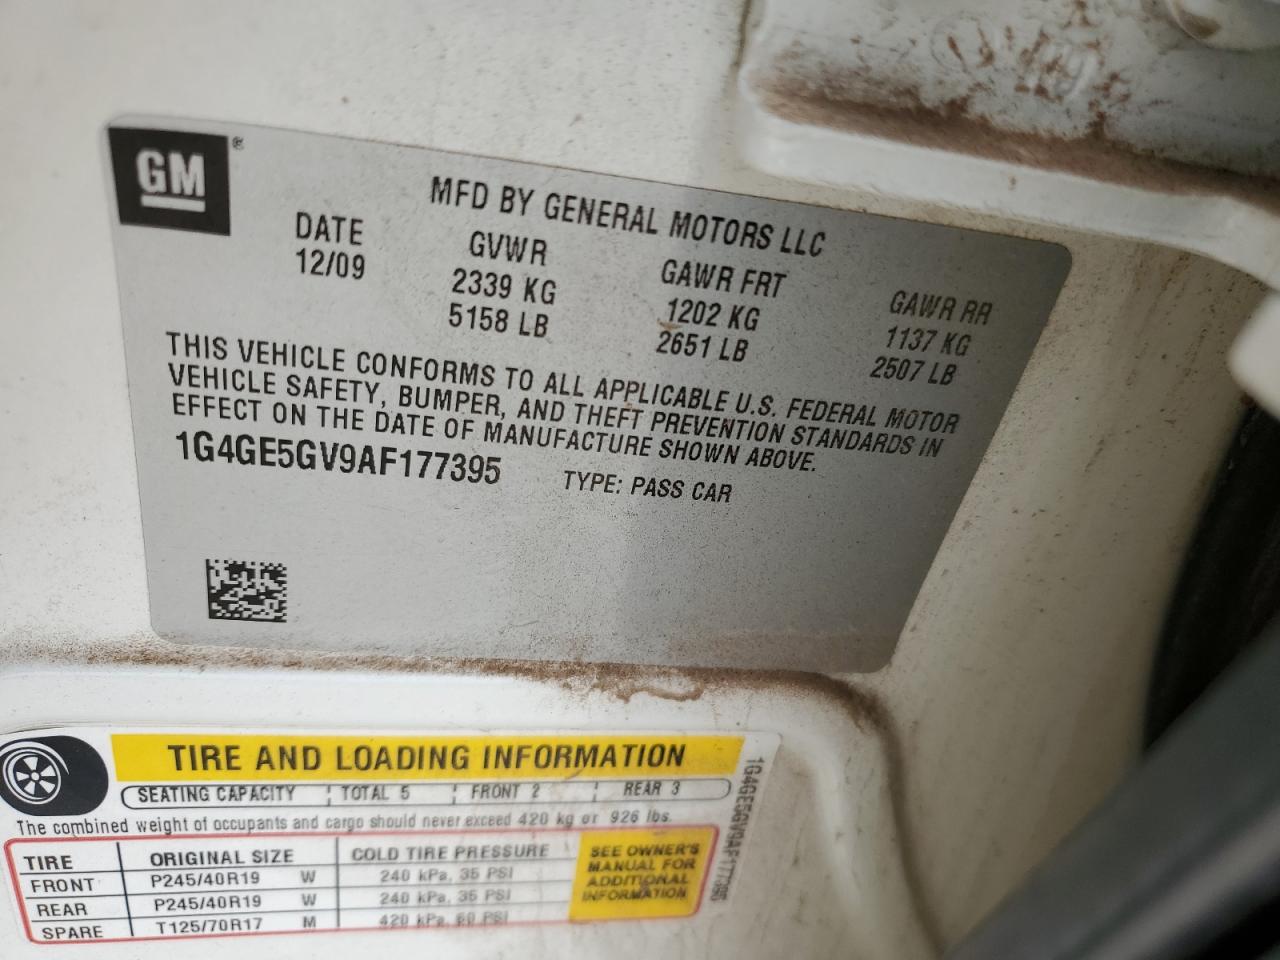 GM®
MFD BY GENERAL MOTORS LLC
DATE GVWR GAWR FRT GAWR RR
12/09 2339 KG 1202 KG 1137 KG
5158 LB 2651 LB 2507 LB
THIS VEHICLE CONFORMS TO ALL APPLICABLE U.S. FEDERAL MOTOR
VEHICLE SAFETY, BUMPER, AND THEFT PREVENTION STANDARDS IN
EFFECT ON THE DATE OF MANUFACTURE SHOWN ABOVE.
1G4GE5GV9AF177395 TYPE: PASS CAR
TIRE AND LOADING INFORMATION
SEATING CAPACITY TOTAL 5 FRONT 2 REAR 3
The combined weight of occupants and cargo should never exceed 420 kg or 926 lbs.
TIRE ORIGINAL SIZE COLD TIRE PRESSURE
FRONT P245/40R19 W 240 kPa, 35 PSI
REAR P245/40R19 W 240 kPa, 35 PSI
SPARE T125/70R17 M 420 kPa, 60 PSI
SEE OWNER'S
MANUAL FOR
ADDITIONAL
INFORMATION
1G4GE5GV9AF177395